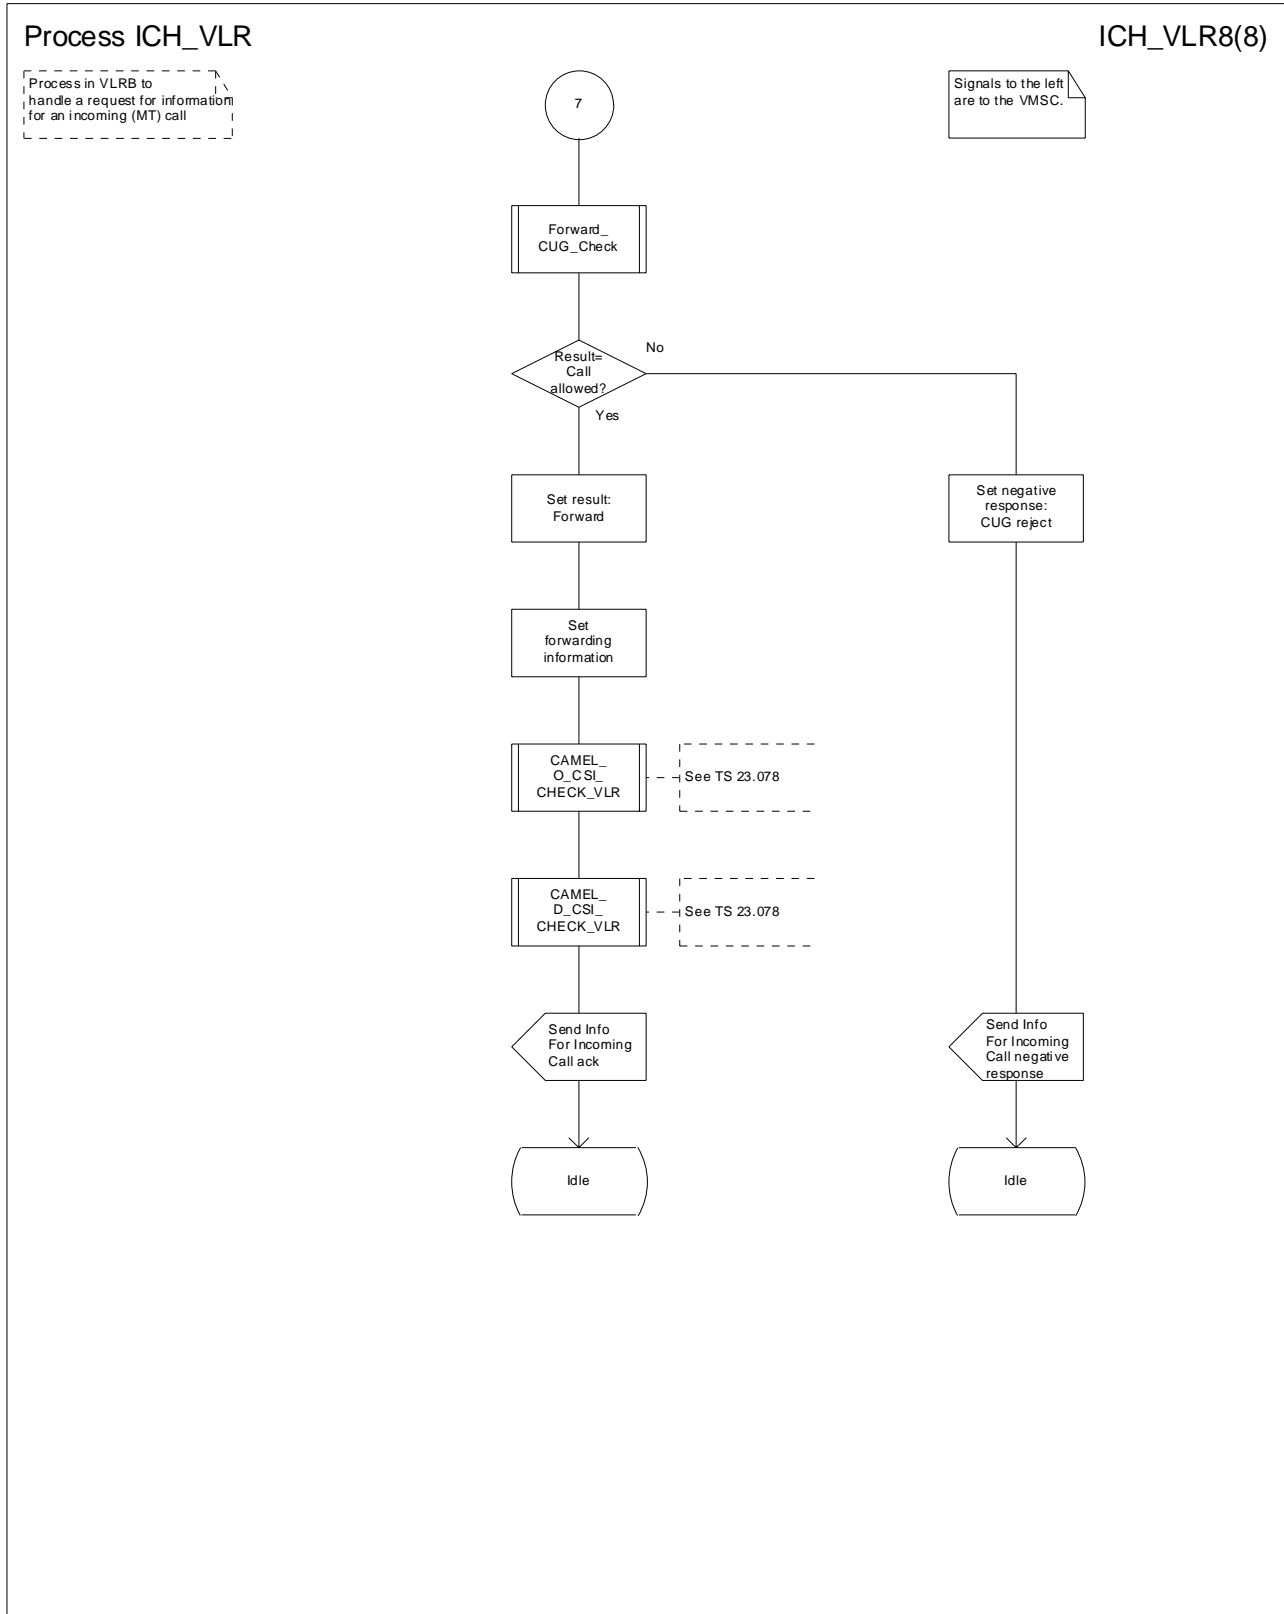 Process ICH_VLR
ICH_VLR8(8)
Process in VLRB to
handle a request for information
for an incoming (MT) call
7
Signals to the left
are to the VMSC.
Forward_
CUG_Check
Result=
Call
allowed?
No
Yes
Set result:
Forward
Set negative
response:
CUG reject
Set
forwarding
information
CAMEL_
O_CSI_
CHECK_VLR
See TS 23.078
CAMEL_
D_CSI_
CHECK_VLR
See TS 23.078
Send Info
For Incoming
Call ack
Send Info
For Incoming
Call negative
response
Idle
Idle